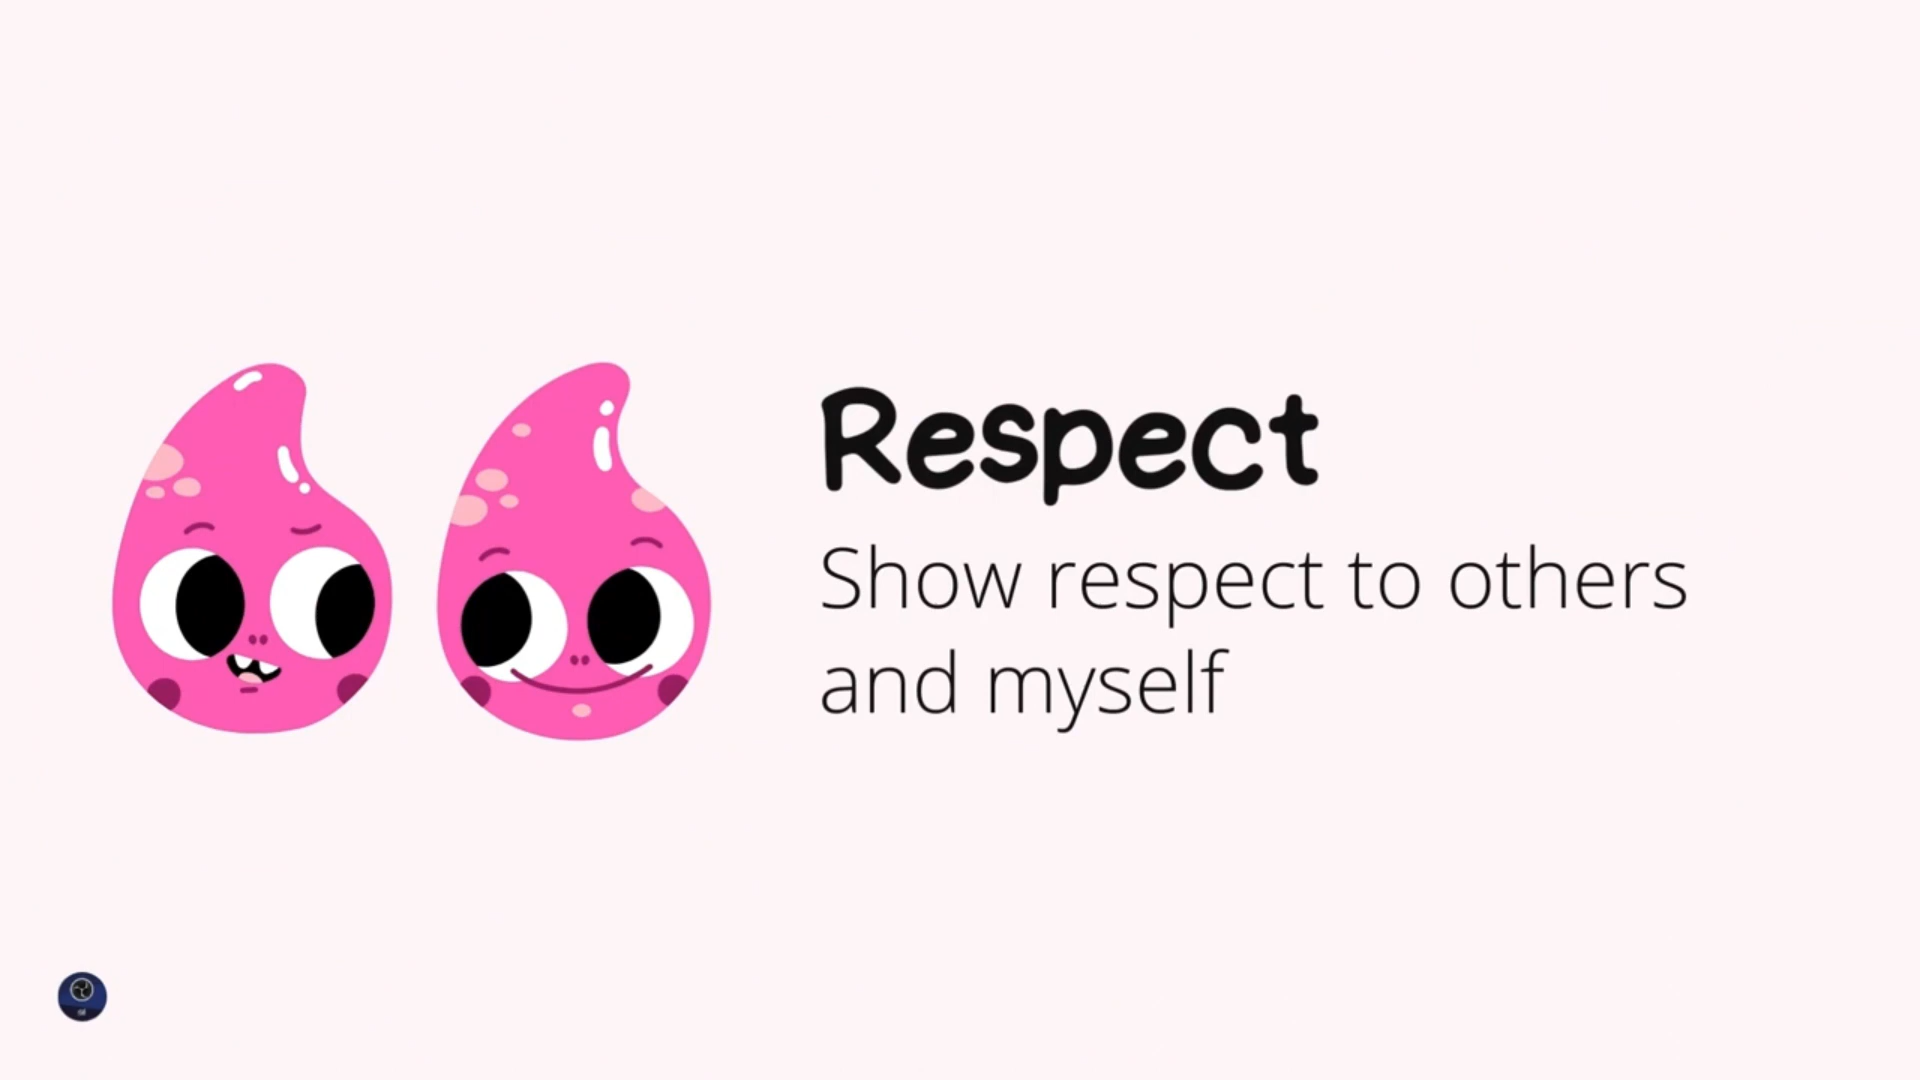 Respect
Show respect to others
and myself